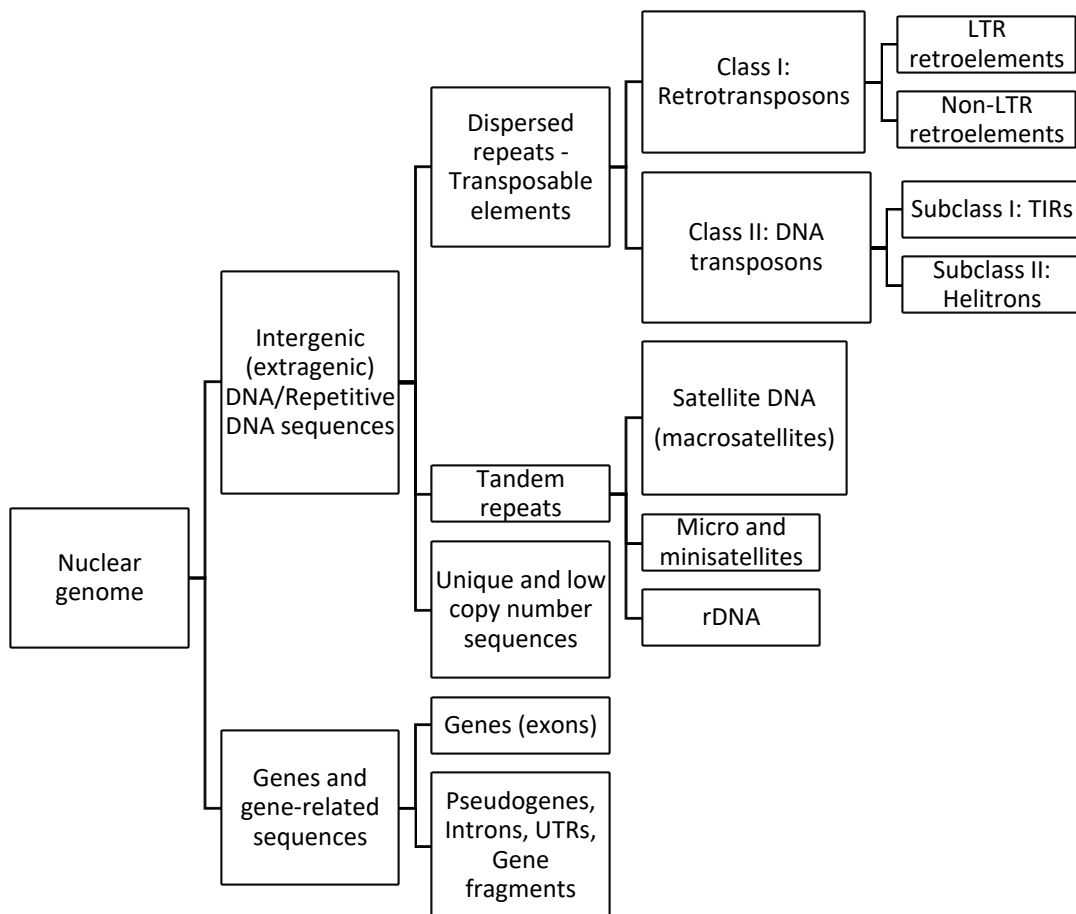 Nuclear
genome
Intergenic
(extragenic)
DNA/Repetitive
DNA sequences
Dispersed
repeats -
Transposable
elements
Class I:
Retrotransposons
LTR
retroelements
Non-LTR
retroelements
Class II: DNA
transposons
Subclass I: TIRs
Subclass II:
Helitrons
Tandem
repeats
Satellite DNA
(macrosatellites)
Micro and
minisatellites
rDNA
Unique and low
copy number
sequences
Genes and
gene-related
sequences
Genes (exons)
Pseudogenes,
Introns, UTRs,
Gene
fragments